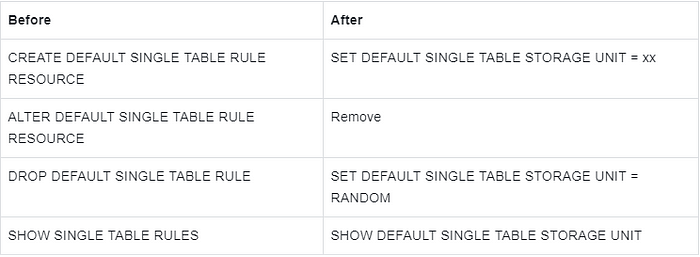 Before
After
CREATE DEFAULT SINGLE TABLE RULE
RESOURCE
SET DEFAULT SINGLE TABLE STORAGE UNIT = xx
ALTER DEFAULT SINGLE TABLE RULE
RESOURCE
Remove
DROP DEFAULT SINGLE TABLE RULE
SET DEFAULT SINGLE TABLE STORAGE UNIT =
RANDOM
SHOW SINGLE TABLE RULES
SHOW DEFAULT SINGLE TABLE STORAGE UNIT